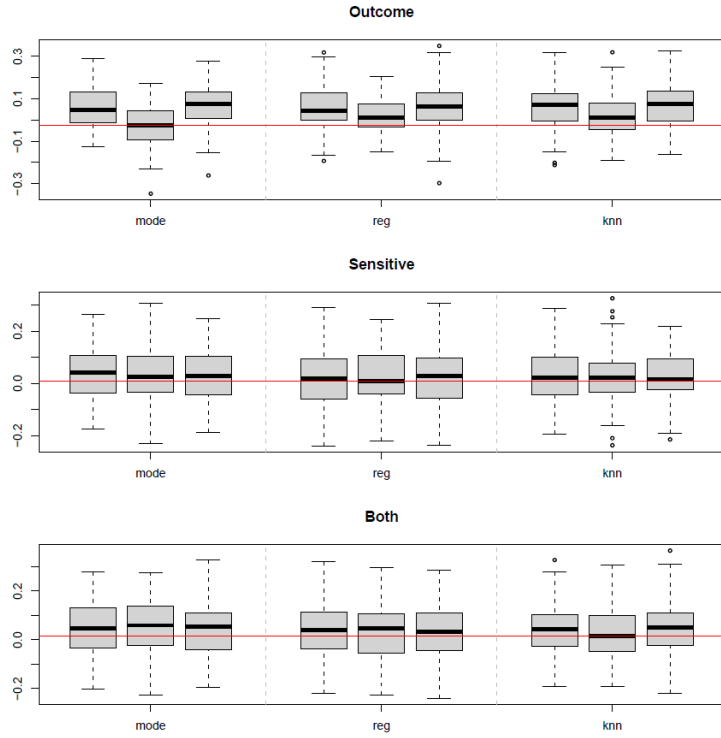 Outcome
0.3
0.1
−0.1
−0.3
mode reg knn
Sensitive
0.2
0.0
−0.2
mode reg knn
Both
0.2
0.0
−0.2
mode reg knn